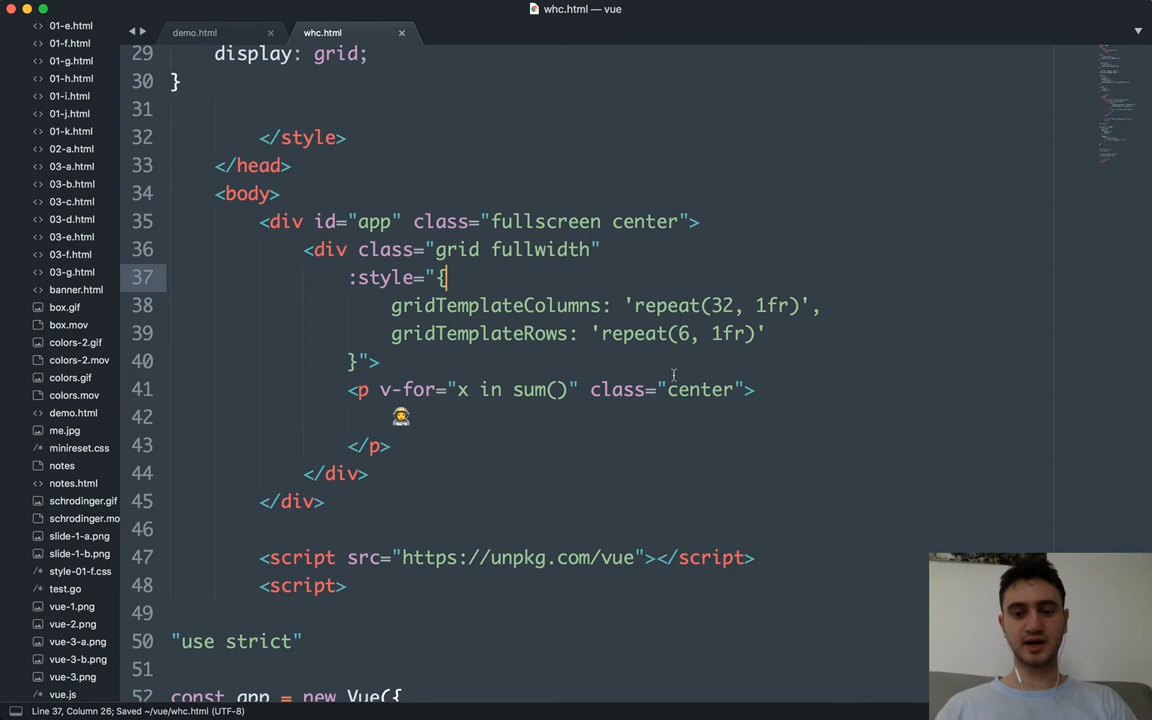 whc.html — vue
01-e.html
01-f.html
01-g.html
01-h.html
01-i.html
01-j.html
01-k.html
02-a.html
03-a.html
03-b.html
03-c.html
03-d.html
03-e.html
03-f.html
03-g.html
banner.html
box.gif
box.mov
colors-2.gif
colors-2.mov
colors.gif
colors.mov
demo.html
me.jpg
minireset.css
notes
notes.html
schrodinger.gif
schrodinger.mo
slide-1-a.png
slide-1-b.png
style-01-f.css
test.go
vue-1.png
vue-2.png
vue-3-a.png
vue-3-b.png
vue-3.png
vue.js
demo.html
whc.html
29 display: grid;
30 }
31
32 </style>
33 </head>
34 <body>
35 <div id="app" class="fullscreen center">
36 <div class="grid fullwidth"
37 :style="{
38 gridTemplateColumns: 'repeat(32, 1fr)',
39 gridTemplateRows: 'repeat(6, 1fr)'
40 }">
41 <p v-for="x in sum()" class="center">
42 👩‍🚀
43 </p>
44 </div>
45 </div>
46
47 <script src="https://unpkg.com/vue"></script>
48 <script>
49
50 "use strict"
51
52 const app = new Vue({
Line 37, Column 26; Saved ~/vue/whc.html (UTF-8)